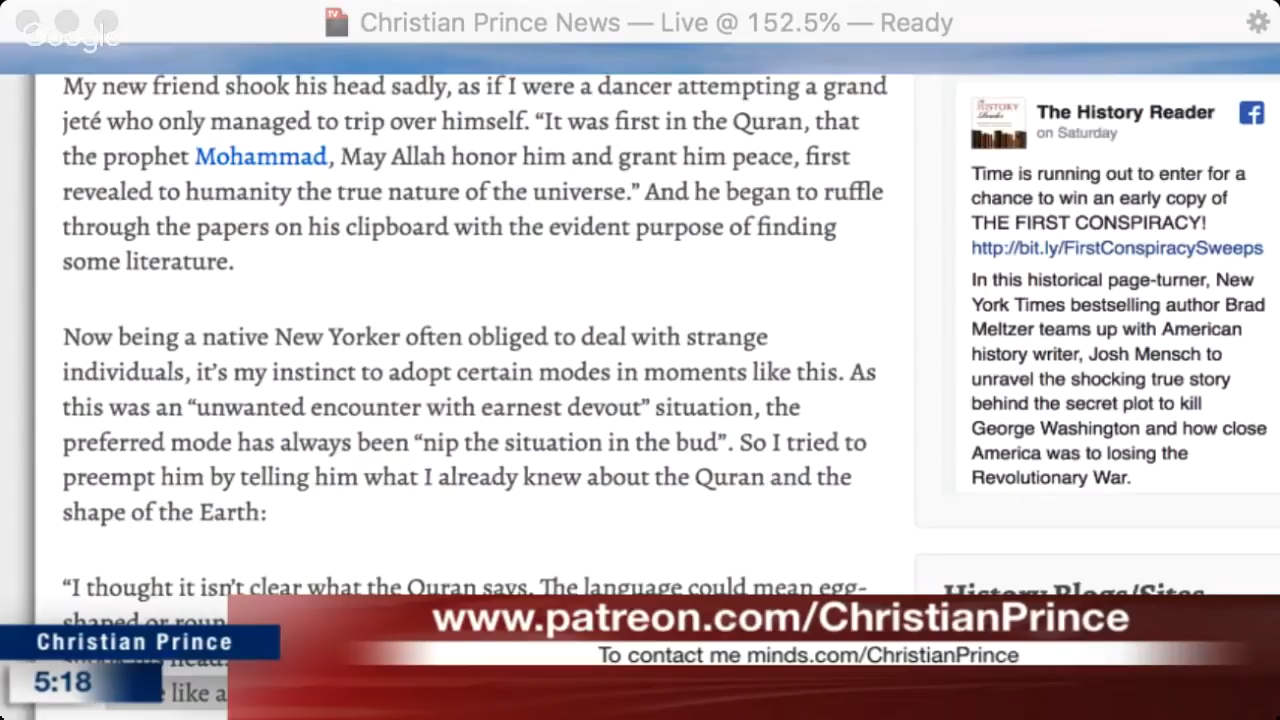 Christian Prince News — Live @ 152.5% — Ready
Google
My new friend shook his head sadly, as if I were a dancer attempting a grand
jeté who only managed to trip over himself. “It was first in the Quran, that
the prophet Mohammad, May Allah honor him and grant him peace, first
revealed to humanity the true nature of the universe.” And he began to ruffle
through the papers on his clipboard with the evident purpose of finding
some literature.
Now being a native New Yorker often obliged to deal with strange
individuals, it’s my instinct to adopt certain modes in moments like this. As
this was an “unwanted encounter with earnest devout” situation, the
preferred mode has always been “nip the situation in the bud”. So I tried to
preempt him by telling him what I already knew about the Quran and the
shape of the Earth:
“I thought it isn’t clear what the Quran says. The language could mean egg-
shaped or roun
like a
The History Reader
on Saturday
Time is running out to enter for a
chance to win an early copy of
THE FIRST CONSPIRACY!
http://bit.ly/FirstConspiracySweeps
In this historical page-turner, New
York Times bestselling author Brad
Meltzer teams up with American
history writer, Josh Mensch to
unravel the shocking true story
behind the secret plot to kill
George Washington and how close
America was to losing the
Revolutionary War.
History Blogs/Sites
www.patreon.com/ChristianPrince
To contact me minds.com/ChristianPrince
Christian Prince
5:18